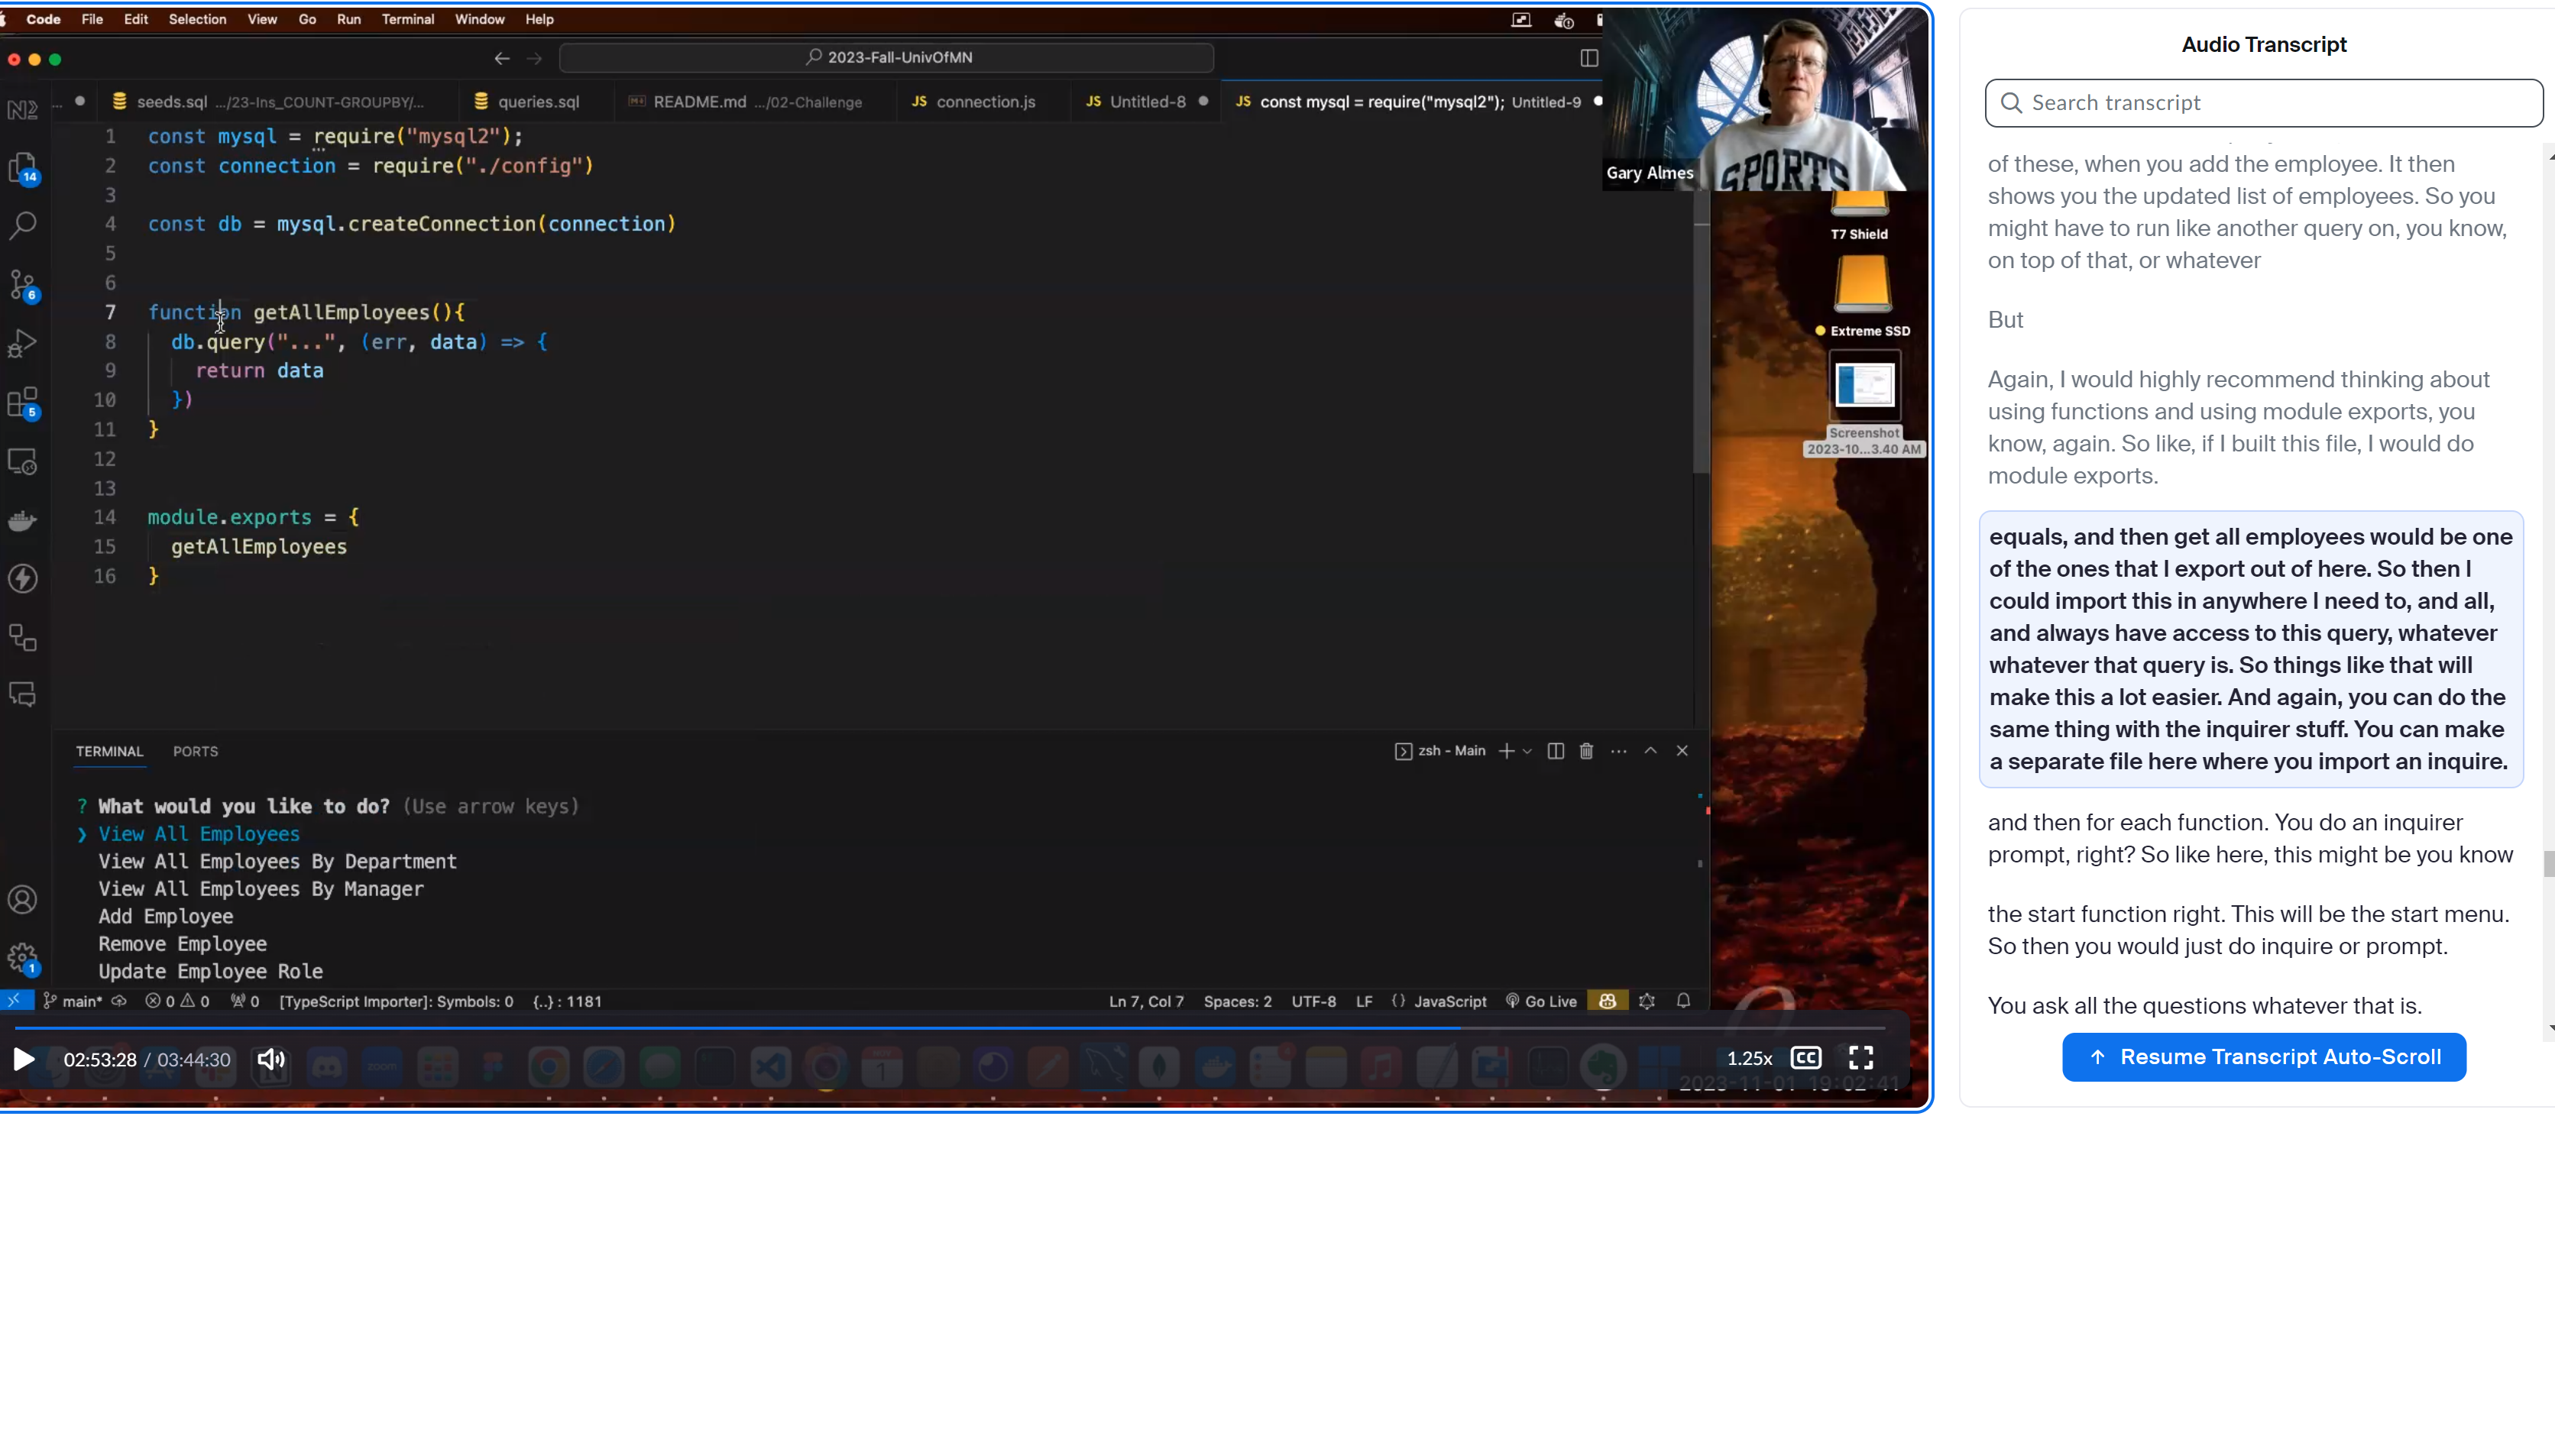 Code File Edit Selection View Go Run Terminal Window Help
2023-Fall-UnivOfMN
... seeds.sql .../23-Ins_COUNT-GROUPBY/... queries.sql README.md .../02-Challenge JS connection.js JS Untitled-8 JS const mysql = require("mysql2"); Untitled-9
1 const mysql = require("mysql2");
2 const connection = require("./config")
3
4 const db = mysql.createConnection(connection)
5
6
7 function getAllEmployees(){
8 db.query("...", (err, data) => {
9 return data
10 })
11 }
12
13
14 module.exports = {
15 getAllEmployees
16 }
14
6
5
1
Gary Almes
SPORTS
T7 Shield
Extreme SSD
Screenshot
2023-10...3.40 AM
TERMINAL PORTS
zsh - Main
? What would you like to do? (Use arrow keys)
❯ View All Employees
View All Employees By Department
View All Employees By Manager
Add Employee
Remove Employee
Update Employee Role
main* 0 0 0 [TypeScript Importer]: Symbols: 0 {..} : 1181 Ln 7, Col 7 Spaces: 2 UTF-8 LF {} JavaScript Go Live
02:53:28 / 03:44:30 1.25x CC
2023-11-01 19:02:41
Audio Transcript
Search transcript
of these, when you add the employee. It then
shows you the updated list of employees. So you
might have to run like another query on, you know,
on top of that, or whatever
But
Again, I would highly recommend thinking about
using functions and using module exports, you
know, again. So like, if I built this file, I would do
module exports.
equals, and then get all employees would be one
of the ones that I export out of here. So then I
could import this in anywhere I need to, and all,
and always have access to this query, whatever
whatever that query is. So things like that will
make this a lot easier. And again, you can do the
same thing with the inquirer stuff. You can make
a separate file here where you import an inquire.
and then for each function. You do an inquirer
prompt, right? So like here, this might be you know
the start function right. This will be the start menu.
So then you would just do inquire or prompt.
You ask all the questions whatever that is.
Resume Transcript Auto-Scroll